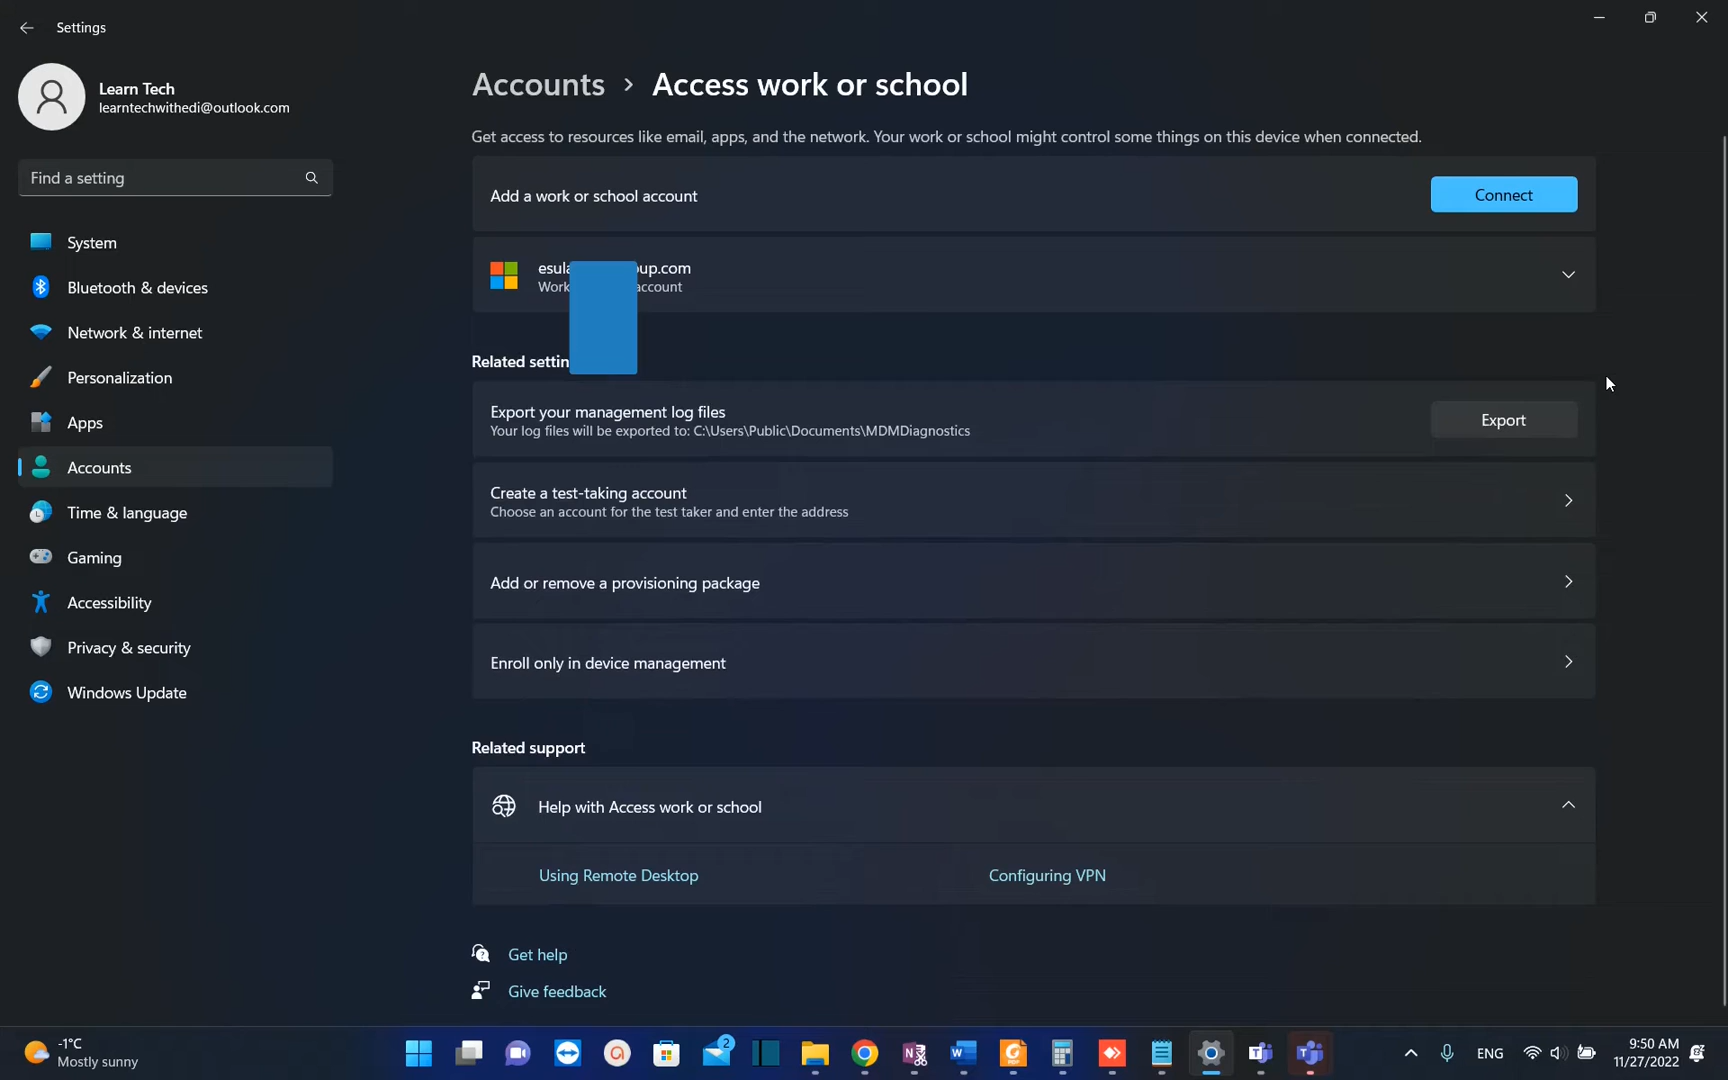 Settings
Learn Tech
learntechwithedi@outlook.com
Find a setting
System
Bluetooth & devices
Network & internet
Personalization
Apps
Accounts
Time & language
Gaming
Accessibility
Privacy & security
Windows Update
Accounts > Access work or school
Get access to resources like email, apps, and the network. Your work or school might control some things on this device when connected.
Add a work or school account
Connect
up.com
Work account
Related
Export your management log files
Your log files will be exported to: C:\Users\Public\Documents\MDMDiagnostics
Export
Create a test-taking account
Choose an account for the test taker and enter the address
Add or remove a provisioning package
Enroll only in device management
Related support
Help with Access work or school
Using Remote Desktop
Configuring VPN
Get help
Give feedback
-1°C
Mostly sunny
2
ENG
9:50 AM
11/27/2022